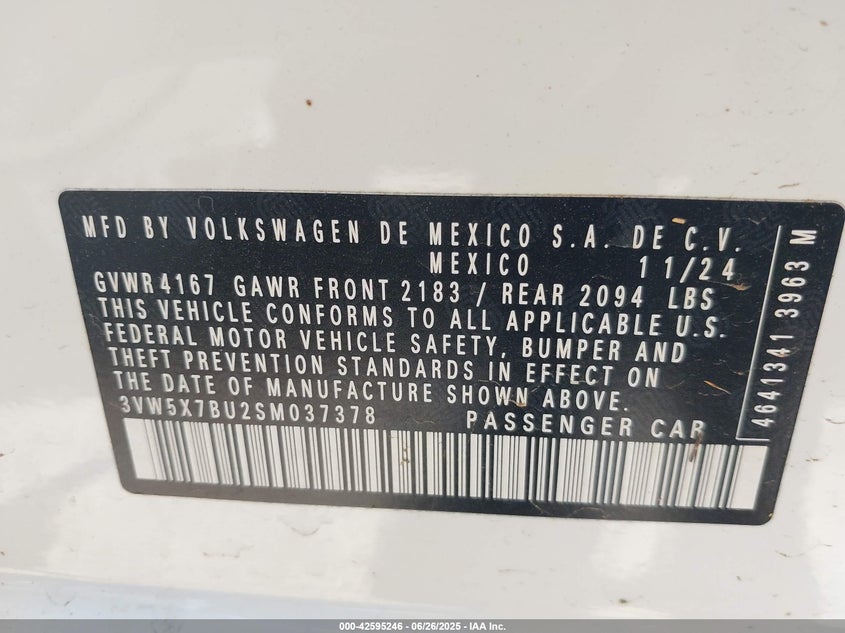 MFD BY VOLKSWAGEN DE MEXICO S.A. DE C.V.
MEXICO 11/24
GVWR4167 GAWR FRONT 2183 / REAR 2094 LBS
THIS VEHICLE CONFORMS TO ALL APPLICABLE U.S.
FEDERAL MOTOR VEHICLE SAFETY, BUMPER AND
THEFT PREVENTION STANDARDS IN EFFECT ON
THE DATE OF MANUFACTURE SHOWN ABOVE.
3VW5X7BU2SM037378 PASSENGER CAR
4641341 3963 M
000-42595246 - 06/26/2025 - IAA Inc.